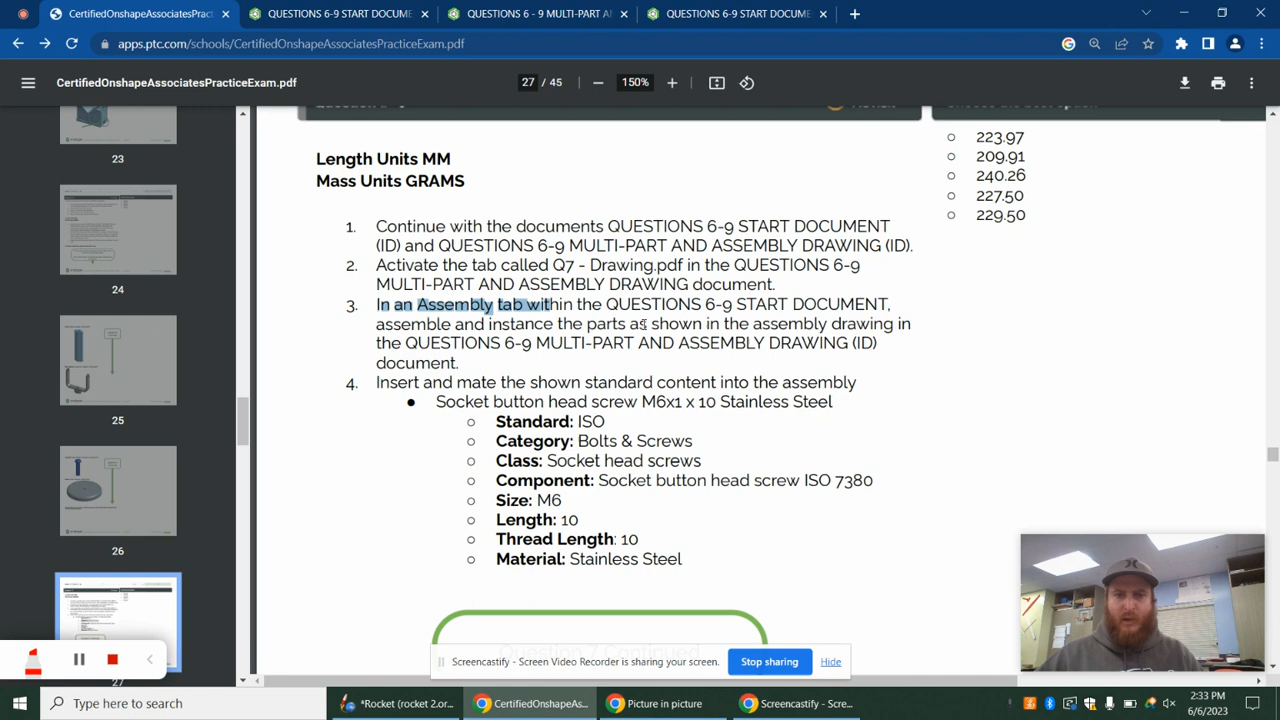 CertifiedOnshapeAssociatesPracti
QUESTIONS 6-9 START DOCUME
QUESTIONS 6 - 9 MULTI-PART A
QUESTIONS 6-9 START DOCUME
apps.ptc.com/schools/CertifiedOnshapeAssociatesPracticeExam.pdf
CertifiedOnshapeAssociatesPracticeExam.pdf
27 / 45
150%
23
24
25
26
27
Length Units MM
Mass Units GRAMS
1. Continue with the documents QUESTIONS 6-9 START DOCUMENT
(ID) and QUESTIONS 6-9 MULTI-PART AND ASSEMBLY DRAWING (ID).
2. Activate the tab called Q7 - Drawing.pdf in the QUESTIONS 6-9
MULTI-PART AND ASSEMBLY DRAWING document.
3. In an Assembly tab within the QUESTIONS 6-9 START DOCUMENT,
assemble and instance the parts as shown in the assembly drawing in
the QUESTIONS 6-9 MULTI-PART AND ASSEMBLY DRAWING (ID)
document.
4. Insert and mate the shown standard content into the assembly
● Socket button head screw M6x1 x 10 Stainless Steel
○ Standard: ISO
○ Category: Bolts & Screws
○ Class: Socket head screws
○ Component: Socket button head screw ISO 7380
○ Size: M6
○ Length: 10
○ Thread Length: 10
○ Material: Stainless Steel
○ 223.97
○ 209.91
○ 240.26
○ 227.50
○ 229.50
Question 7 Continued
Screencastify - Screen Video Recorder is sharing your screen.
Stop sharing
Hide
Type here to search
*Rocket (rocket 2.or...
CertifiedOnshapeAs...
Picture in picture
Screencastify - Scre...
2:33 PM
6/6/2023